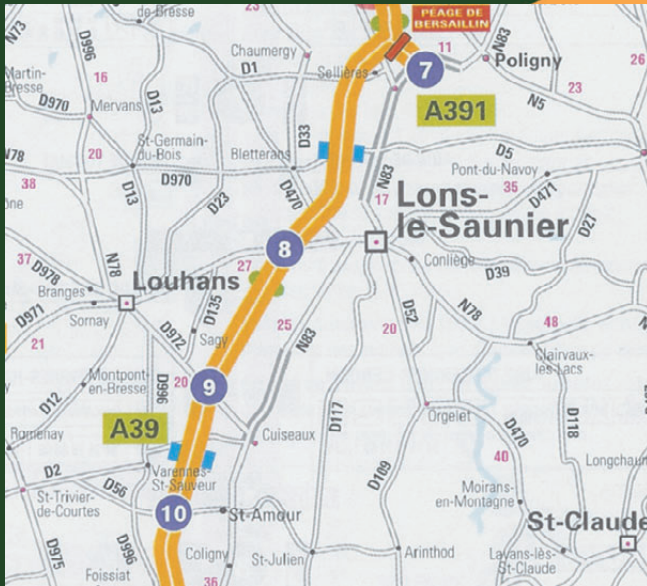 de-Bresse
23
PÉAGE DE
BERSAILLIN
N73
D996
Chaumergy
11
N83
7
Poligny
26
Martin-
Bresse
16
D1
Sellières
23
D970
Mervans
D13
A391
N5
D33
St-Germain-
du-Bois
N78
20
Bletterans
D5
Pont-du-Navoy
38
D13
D970
D23
D470
N83
17
35
D471
Lons-
le-Saunier
D27
8
37
D978
N78
27
Conliège
D39
Branges
Louhans
D971
Sornay
D135
D52
N78
21
D972
25
N83
20
48
Sagy
Clairvaux-
les-Lacs
Montpont-
en-Bresse
D996
20
9
D12
A39
D117
Orgelet
D470
D118
Romenay
Cuiseaux
40
D2
Varennes-
St-Sauveur
D109
Longchaum
St-Trivier-
de-Courtes
D56
10
St-Amour
Moirans-
en-Montagne
St-Claude
D975
D996
Coligny
St-Julien
Arinthod
Lavans-lès-
St-Claude
Foissiat
36